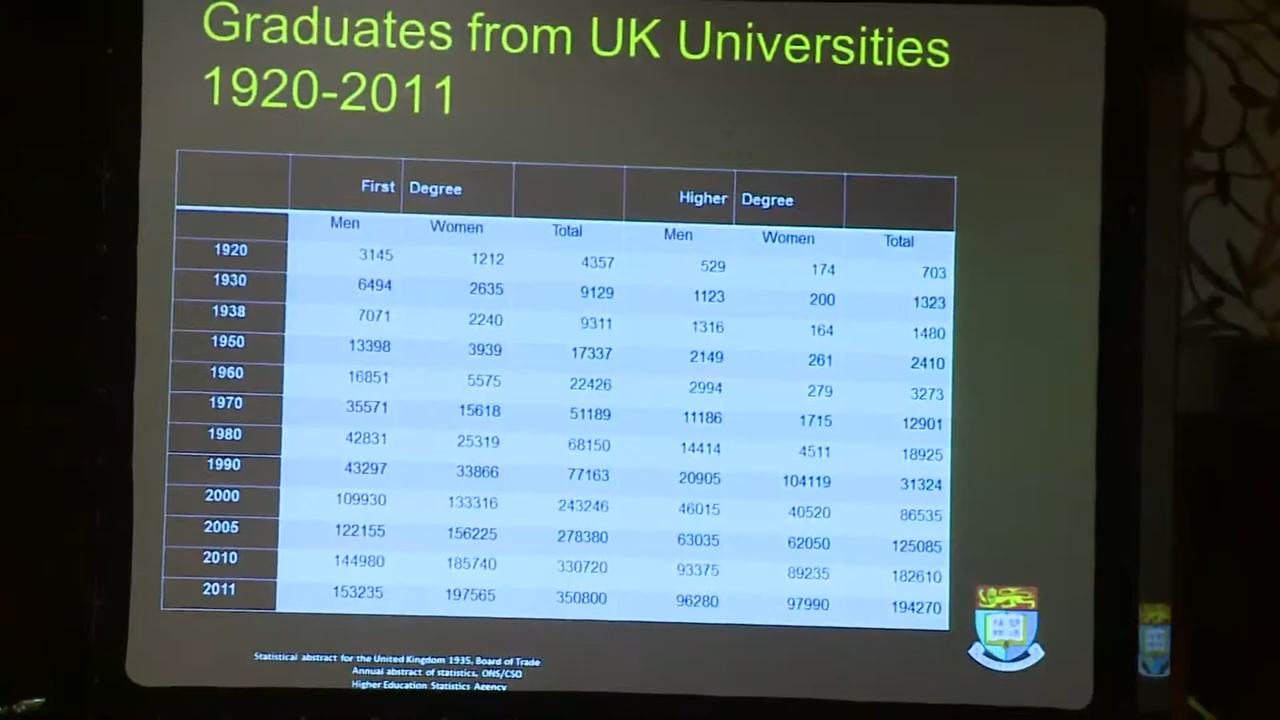 Graduates from UK Universities
1920-2011
First Degree Higher Degree
Men Women Total Men Women Total
1920 3145 1212 4357 529 174 703
1930 6494 2635 9129 1123 200 1323
1938 7071 2240 9311 1316 164 1480
1950 13398 3939 17337 2149 261 2410
1960 16851 5575 22426 2994 279 3273
1970 35571 15618 51189 11186 1715 12901
1980 42831 25319 68150 14414 4511 18925
1990 43297 33866 77163 20905 104119 31324
2000 109930 133316 243246 46015 40520 86535
2005 122155 156225 278380 63035 62050 125085
2010 144980 185740 330720 93375 89235 182610
2011 153235 197565 350800 96280 97990 194270
Statistical abstract for the United Kingdom 1935, Board of Trade
Annual abstract of statistics, ONS/CSO
Higher Education Statistics Agency